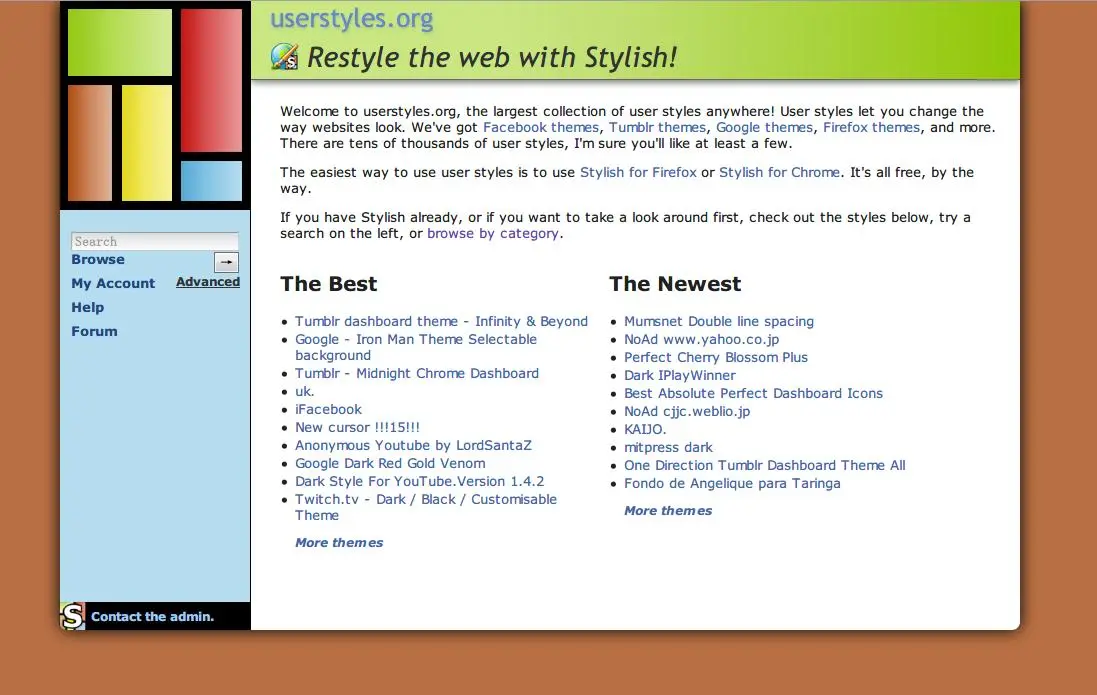 userstyles.org
Restyle the web with Stylish!
Search
Browse
→
My Account
Advanced
Help
Forum
S
Contact the admin.
Welcome to userstyles.org, the largest collection of user styles anywhere! User styles let you change the
way websites look. We've got Facebook themes, Tumblr themes, Google themes, Firefox themes, and more.
There are tens of thousands of user styles, I'm sure you'll like at least a few.
The easiest way to use user styles is to use Stylish for Firefox or Stylish for Chrome. It's all free, by the
way.
If you have Stylish already, or if you want to take a look around first, check out the styles below, try a
search on the left, or browse by category.
The Best
Tumblr dashboard theme - Infinity & Beyond
Google - Iron Man Theme Selectable
background
Tumblr - Midnight Chrome Dashboard
uk.
iFacebook
New cursor !!!15!!!
Anonymous Youtube by LordSantaZ
Google Dark Red Gold Venom
Dark Style For YouTube.Version 1.4.2
Twitch.tv - Dark / Black / Customisable
Theme
More themes
The Newest
Mumsnet Double line spacing
NoAd www.yahoo.co.jp
Perfect Cherry Blossom Plus
Dark IPlayWinner
Best Absolute Perfect Dashboard Icons
NoAd cjjc.weblio.jp
KAIJO.
mitpress dark
One Direction Tumblr Dashboard Theme All
Fondo de Angelique para Taringa
More themes